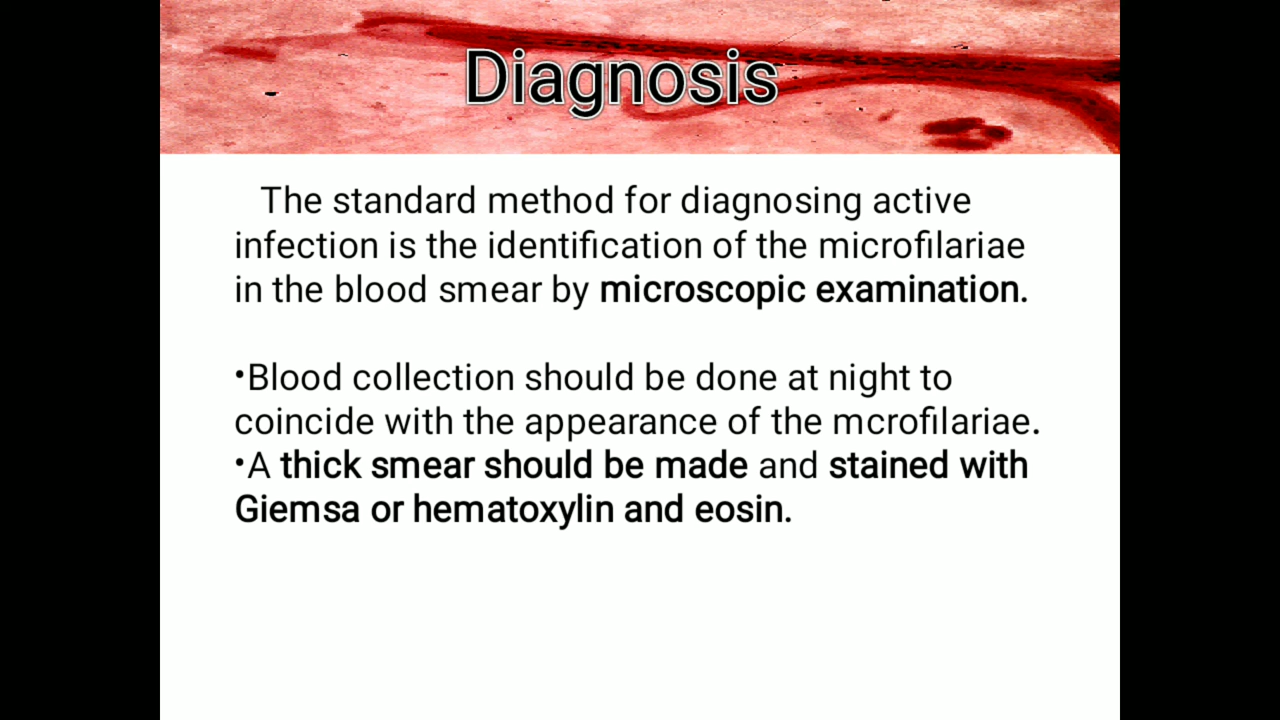 Diagnosis
The standard method for diagnosing active
infection is the identification of the microfilariae
in the blood smear by microscopic examination.
•Blood collection should be done at night to
coincide with the appearance of the mcrofilariae.
•A thick smear should be made and stained with
Giemsa or hematoxylin and eosin.